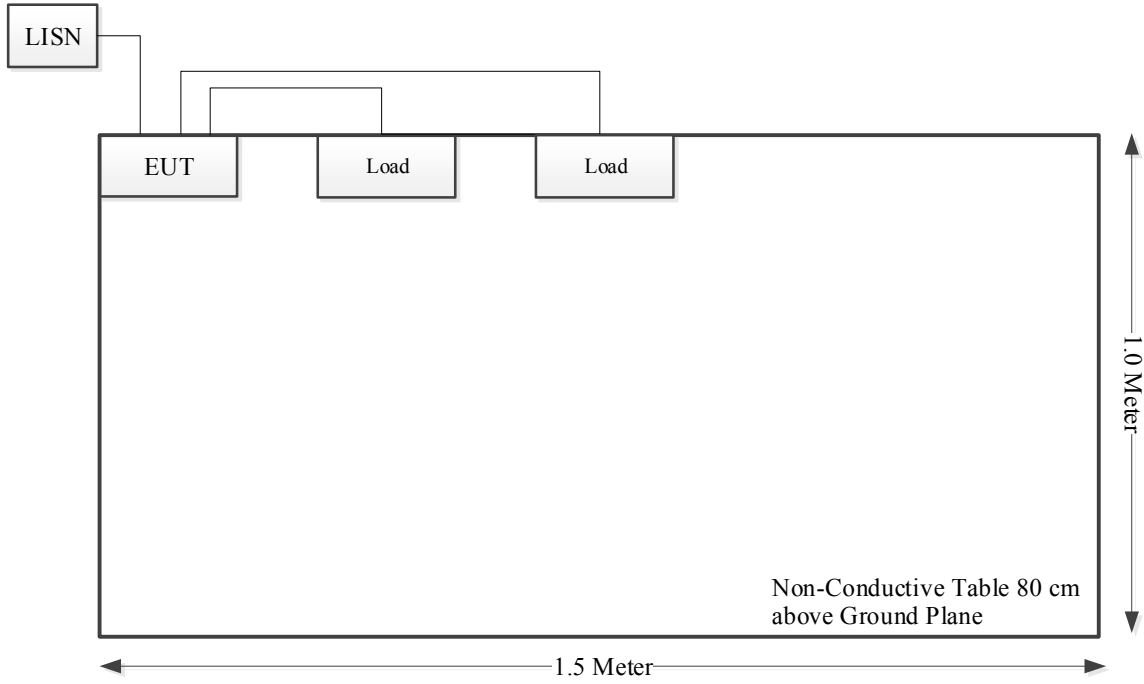 LISN
EUT
Load
Load
1.0 Meter
Non-Conductive Table 80 cm
above Ground Plane
1.5 Meter